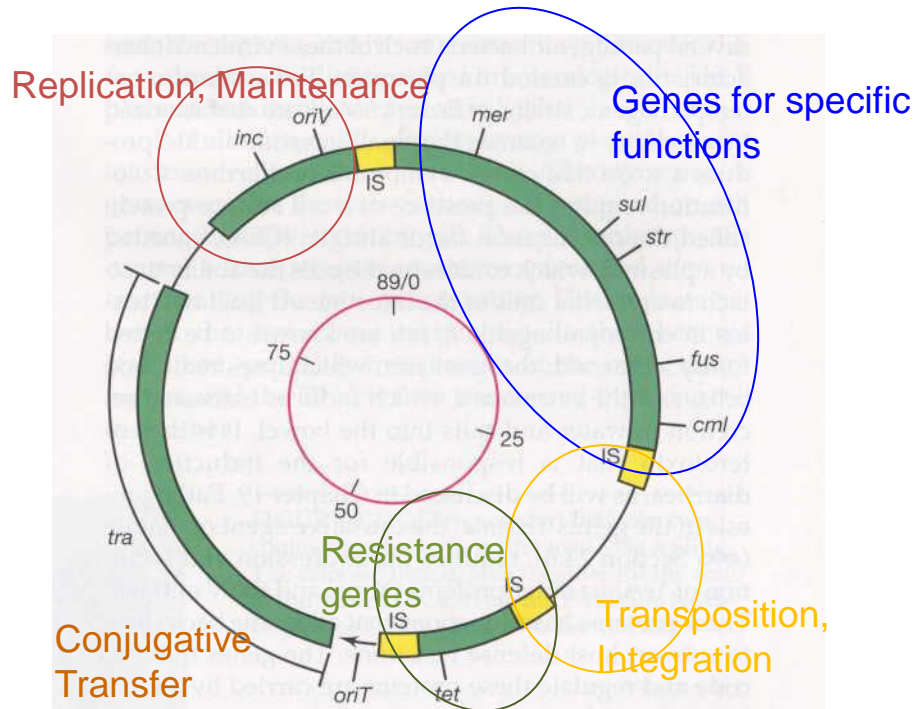 Replication, Maintenance
Genes for specific
functions
inc
oriV
mer
IS
sul
str
89/0
75
25
50
fus
cml
IS
tra
Resistance
genes
IS
IS
Transposition,
Integration
Conjugative
Transfer
oriT
tet